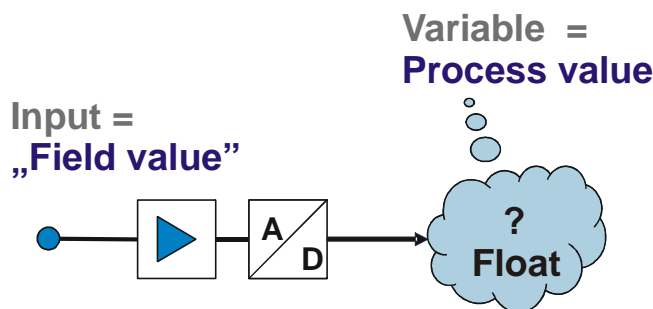 Variable =
Process value
Input =
„Field value”
A
D
?
Float